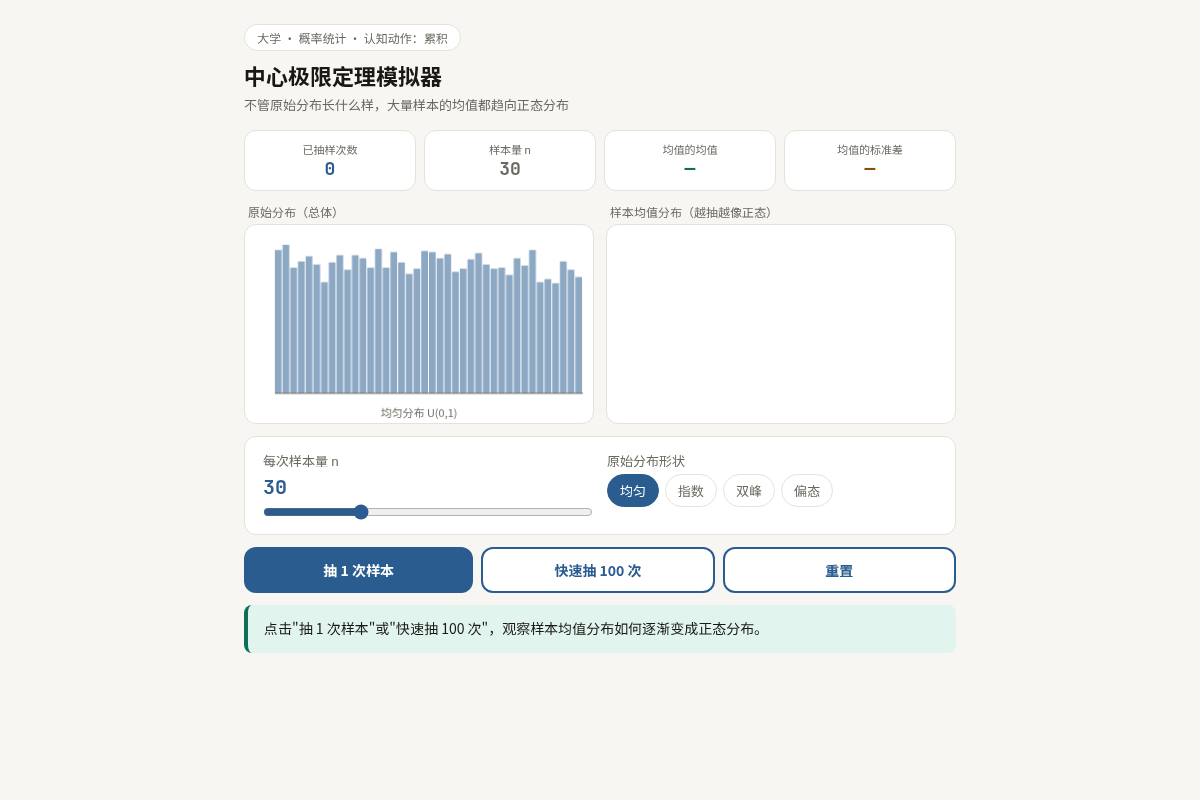 大学 · 概率统计 · 认知动作：累积
中心极限定理模拟器
不管原始分布长什么样，大量样本的均值都趋向正态分布
已抽样次数
0
样本量 n
30
均值的均值
—
均值的标准差
—
原始分布（总体）
样本均值分布（越抽越像正态）
均匀分布 U(0,1)
每次样本量 n
30
原始分布形状
均匀
指数
双峰
偏态
抽 1 次样本
快速抽 100 次
重置
点击"抽 1 次样本"或"快速抽 100 次"，观察样本均值分布如何逐渐变成正态分布。